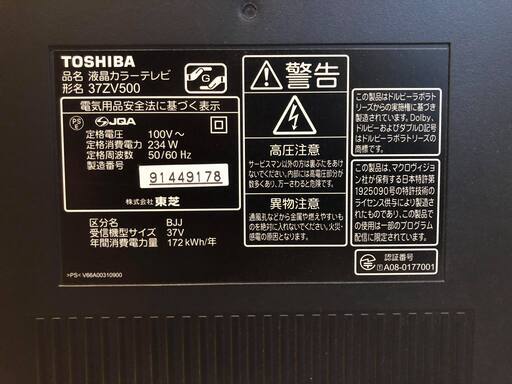 TOSHIBA
品名 液晶カラーテレビ
形名 37ZV500
G
電気用品安全法に基づく表示
PS
E
JQA
定格電圧 100V～
定格消費電力 234 W
定格周波数 50/60 Hz
製造番号
91449178
株式会社 東芝
区分名 BJJ
受信機型サイズ 37V
年間消費電力量 172 kWh/年
>PS< V66A00310900
警告
高圧注意
サービスマン以外の方は裏ぶたをあけ
ないでください。内部には高電圧部分が
数多くあり、万一さわると危険です。
異物注意
通風孔などから金属や燃えやすいもの
を絶対に入れないでください。火災・
感電の原因となります。
この製品はドルビーラボラ
トリーズからの実施権に基づ
き製造されています。Dolby、
ドルビーおよびダブルD記号
はドルビーラボラトリーズの
商標です。
この製品は、マクロヴィジョン
社が保有する日本特許第
1925090号の特許技術の
ライセンス供与により製造さ
れています。この製品での
使用は一部のプログラム
配信に限定されています。
認証番号
T A08-0177001